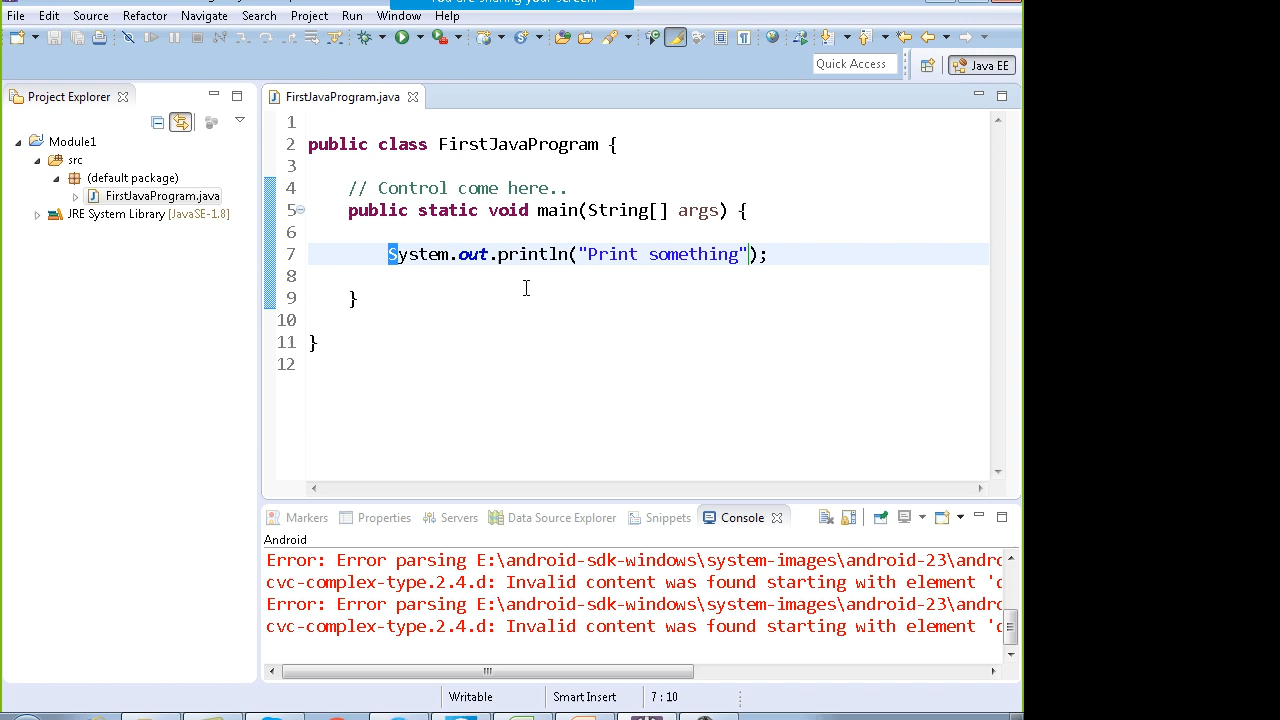 You are sharing your screen.
File Edit Source Refactor Navigate Search Project Run Window Help
Quick Access
Java EE
Project Explorer
Module1
src
(default package)
FirstJavaProgram.java
JRE System Library [JavaSE-1.8]
FirstJavaProgram.java
1
2 public class FirstJavaProgram {
3
4 // Control come here..
5 public static void main(String[] args) {
6
7 System.out.println("Print something");
8
9 }
10
11 }
12
Markers Properties Servers Data Source Explorer Snippets Console
Android
Error: Error parsing E:\android-sdk-windows\system-images\android-23\andro
cvc-complex-type.2.4.d: Invalid content was found starting with element 'd
Error: Error parsing E:\android-sdk-windows\system-images\android-23\andro
cvc-complex-type.2.4.d: Invalid content was found starting with element 'd
Writable Smart Insert 7 : 10